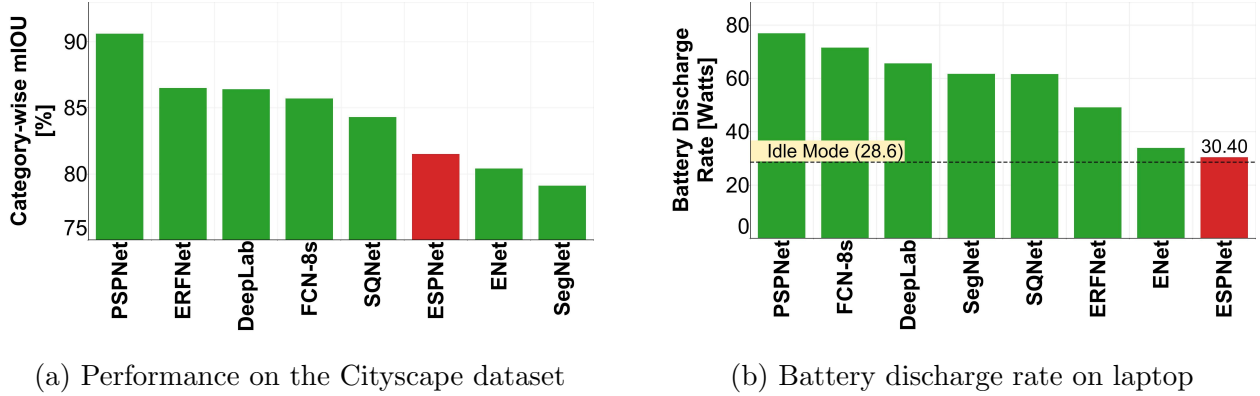 Category-wise mIOU
[%]
90
85
80
75
PSPNet
ERFNet
DeepLab
FCN-8s
SQNet
ESPNet
ENet
SegNet
(a) Performance on the Cityscape dataset
Battery Discharge
Rate [Watts]
80
60
40
20
0
Idle Mode (28.6)
30.40
PSPNet
FCN-8s
DeepLab
SegNet
SQNet
ERFNet
ENet
ESPNet
(b) Battery discharge rate on laptop